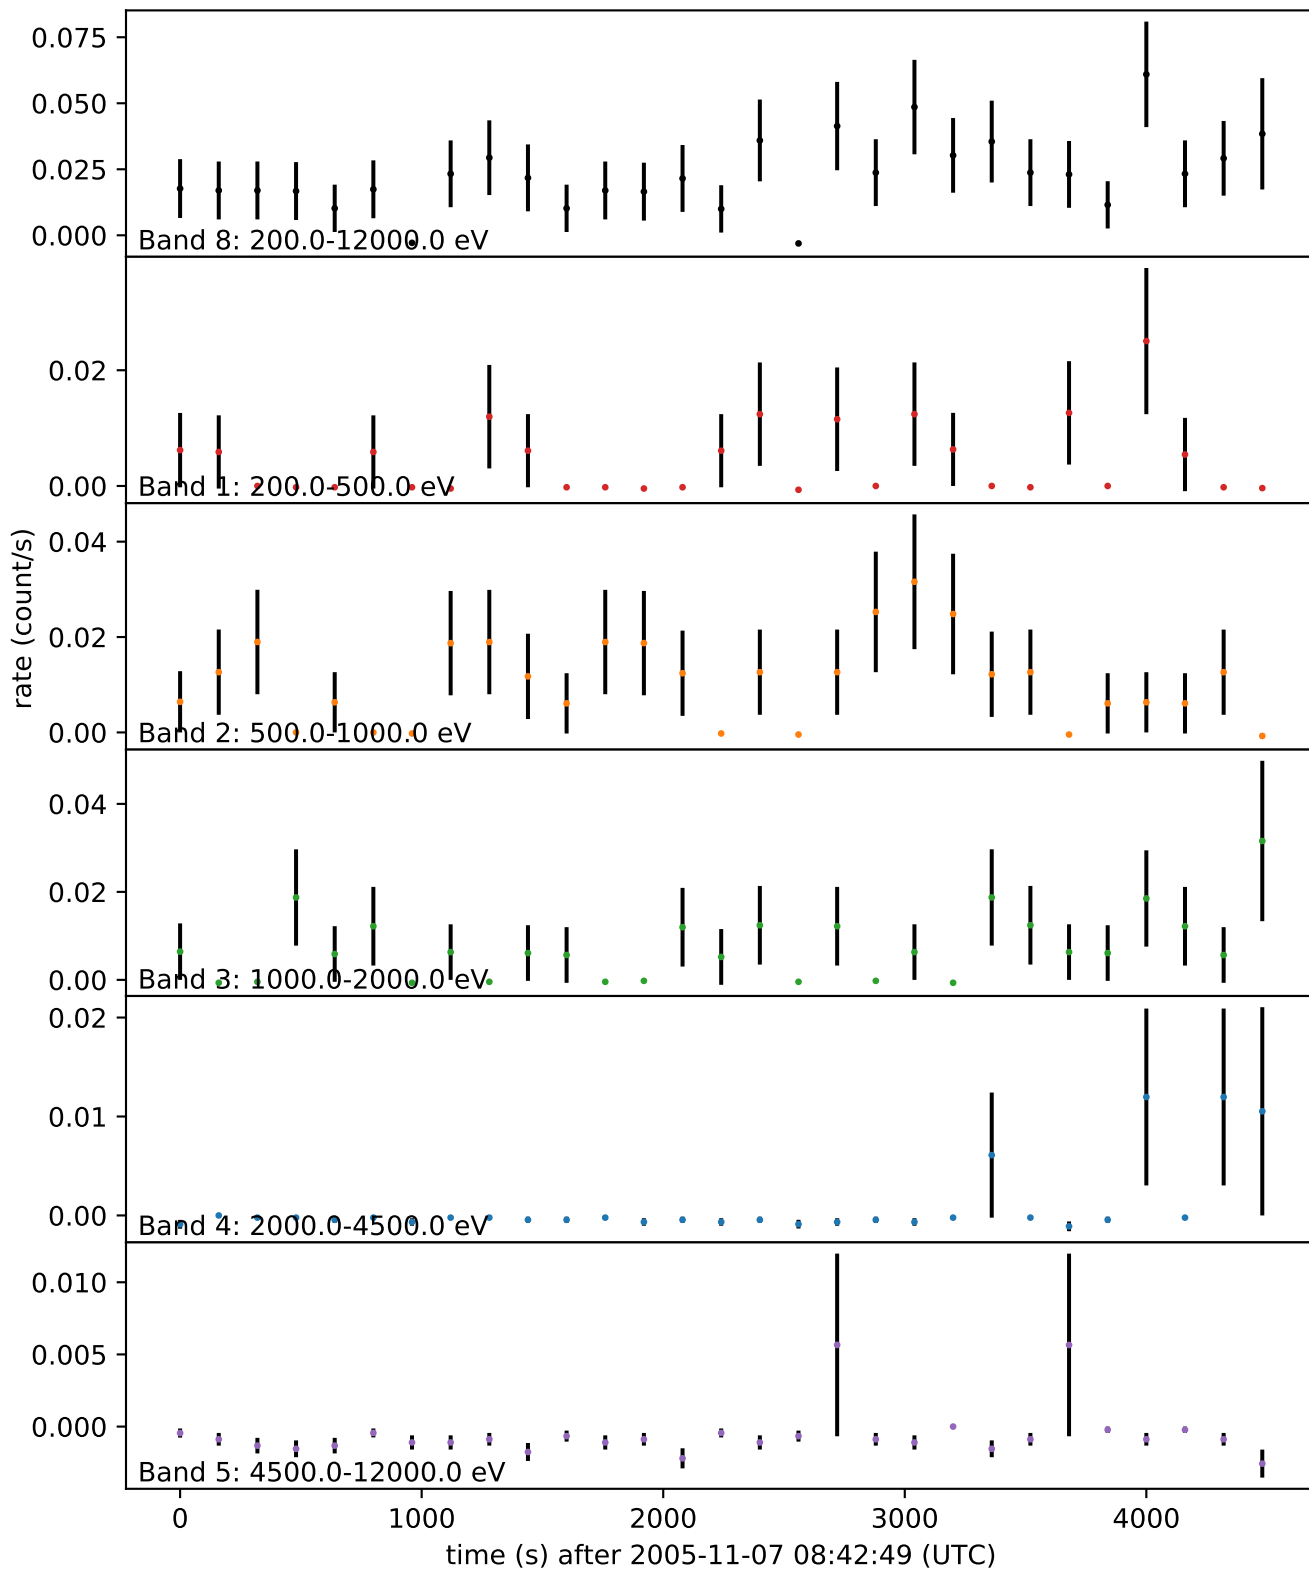 0.075
0.050
0.025
0.000
Band 8: 200.0-12000.0 eV
0.02
0.00
Band 1: 200.0-500.0 eV
0.04
0.02
0.00
Band 2: 500.0-1000.0 eV
rate (count/s)
0.04
0.02
0.00
Band 3: 1000.0-2000.0 eV
0.02
0.01
0.00
Band 4: 2000.0-4500.0 eV
0.010
0.005
0.000
Band 5: 4500.0-12000.0 eV
0 1000 2000 3000 4000
time (s) after 2005-11-07 08:42:49 (UTC)